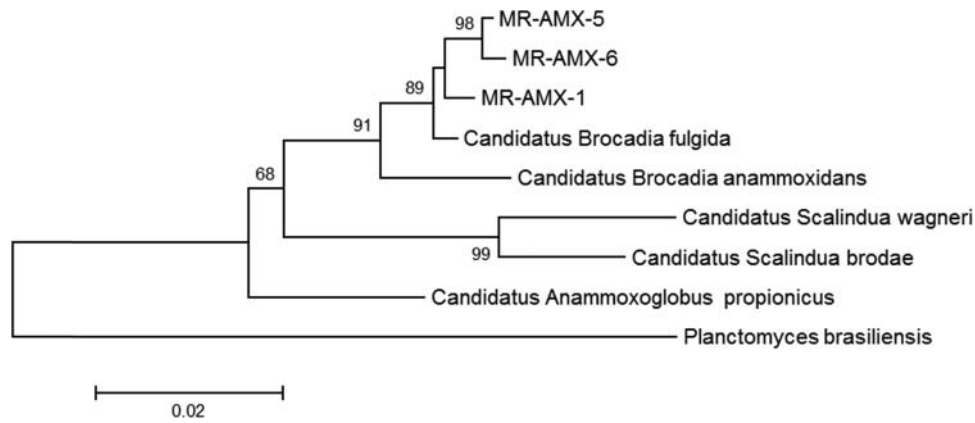 98
MR-AMX-5
MR-AMX-6
89
MR-AMX-1
91
Candidatus Brocadia fulgida
68
Candidatus Brocadia anammoxidans
Candidatus Scalindua wagneri
99
Candidatus Scalindua brodae
Candidatus Anammoxoglobus propionicus
Planctomyces brasiliensis
0.02